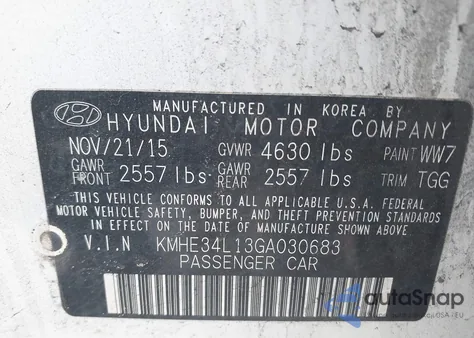 MANUFACTURED IN KOREA BY
HYUNDAI MOTOR COMPANY
NOV/21/15 GVWR 4630 lbs PAINT WW7
GAWR FRONT 2557 lbs GAWR REAR 2557 lbs TRIM TGG
THIS VEHICLE CONFORMS TO ALL APPLICABLE U.S.A. FEDERAL
MOTOR VEHICLE SAFETY, BUMPER, AND THEFT PREVENTION
STANDARDS IN EFFECT ON THE DATE OF MANUFACTURE SHOWN ABOVE.
V.I.N KMHE34L13GA030683
PASSENGER CAR
autoSnap